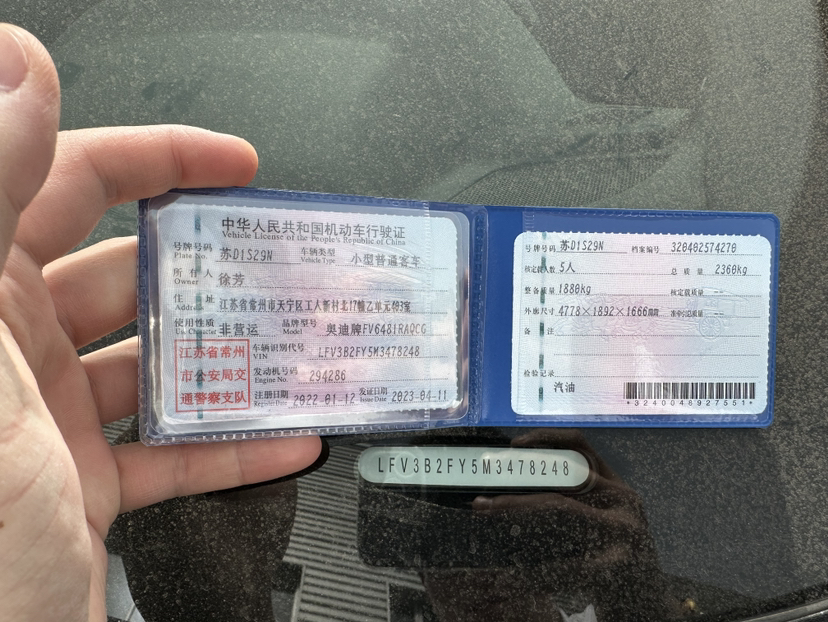 中华人民共和国机动车行驶证
Vehicle License of the People's Republic of China
号牌号码 苏D1S29N 车辆类型 小型普通客车
Plate No. Vehicle Type
所有人 徐芳
Owner
住址 江苏省常州市天宁区工人新村北17幢乙单元403室
Address
使用性质 非营运 品牌型号 奥迪牌FV6481RAQCG
Use Character Model
江苏省常州
市公安局交
通警察支队
车辆识别代号 LFV3B2FY5M3478248
VIN
发动机号码 294286
Engine No.
注册日期 2022-01-12 发证日期 2023-04-11
Register Date Issue Date
号牌号码 苏D1S29N 档案编号 320402574270
核定载人数 5人 总质量 2360kg
整备质量 1880kg 核定载质量 --
外廓尺寸 4778×1892×1666mm 准牵引总质量 --
备注
检验记录
汽油
*3240046927551*
LFV3B2FY5M3478248